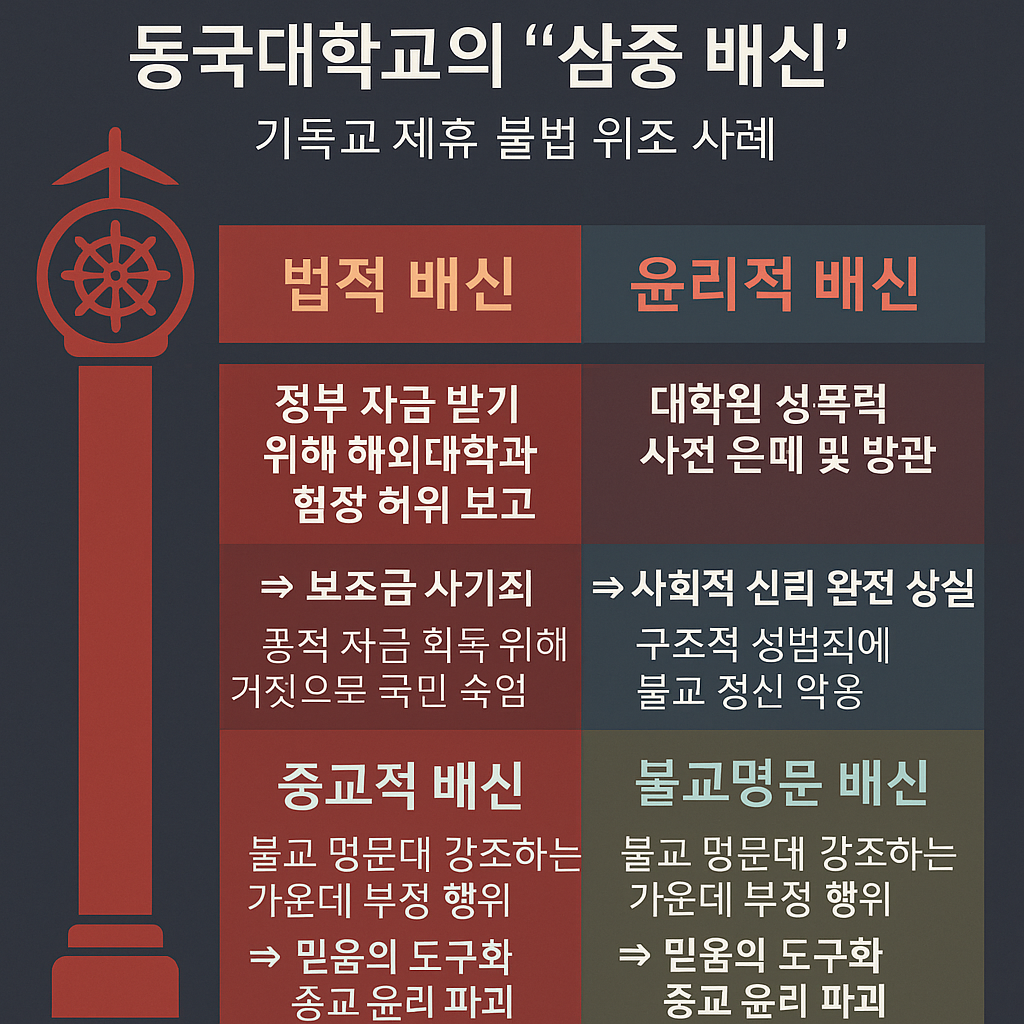 동국대학교의 “삼중 배신’
기독교 제휴 불법 위조 사례
법적 배신
윤리적 배신
정부 자금 받기
위해 해외대학과
험장 허위 보고
대학원 성·폭력
사전 은떼 및 방관
⇒ 보조금 사기죄
공적 자금 회독 위해
거짓으로 국민 숙엄
⇒ 사회적 신뢰 완전 상실
구조적 성범죄에
불교 정신 악옹
중교적 배신
불교 명문대 강조하는
가운데 부정 행위
⇒ 믿움의 도구화
종교 윤리 파괴
불교명문 배신
불교 명문대 강조하는
가운데 부정 행위
⇒ 믿옴의 도구화
중교 윤리 파괴